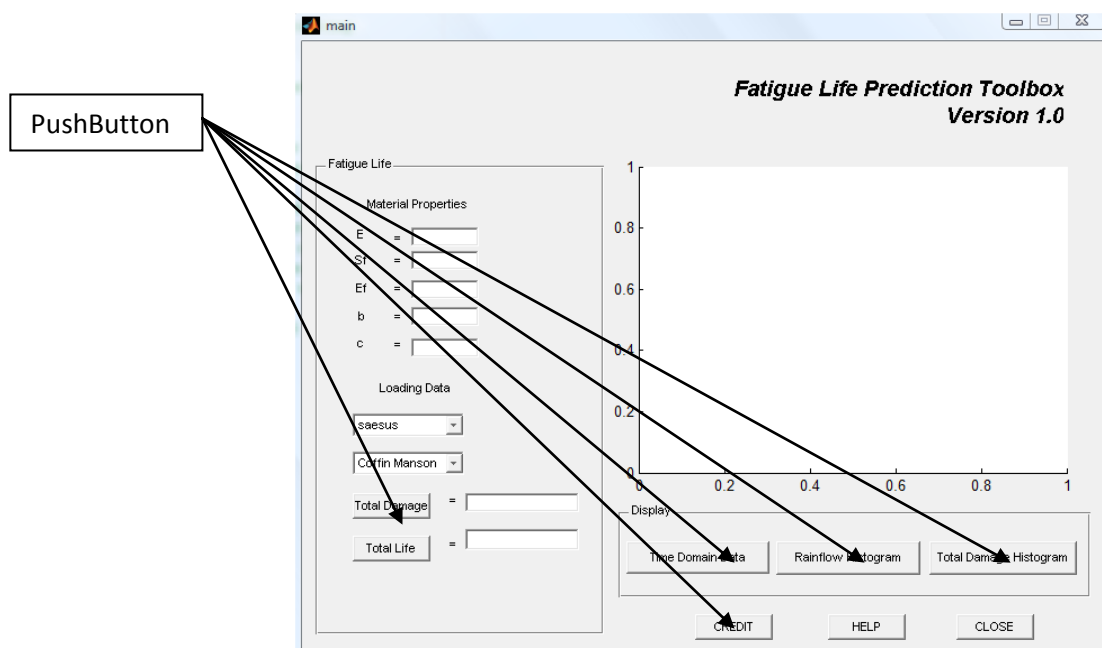 main
Fatigue Life Prediction Toolbox
Version 1.0
PushButton
Fatigue Life
Material Properties
E =
Sf =
Ef =
b =
c =
Loading Data
saesus
Coffin Manson
Total Damage =
Total Life =
1
0.8
0.6
0.4
0.2
0
0 0.2 0.4 0.6 0.8 1
Display
Time Domain Data Rainflow Histogram Total Damage Histogram
CREDIT HELP CLOSE